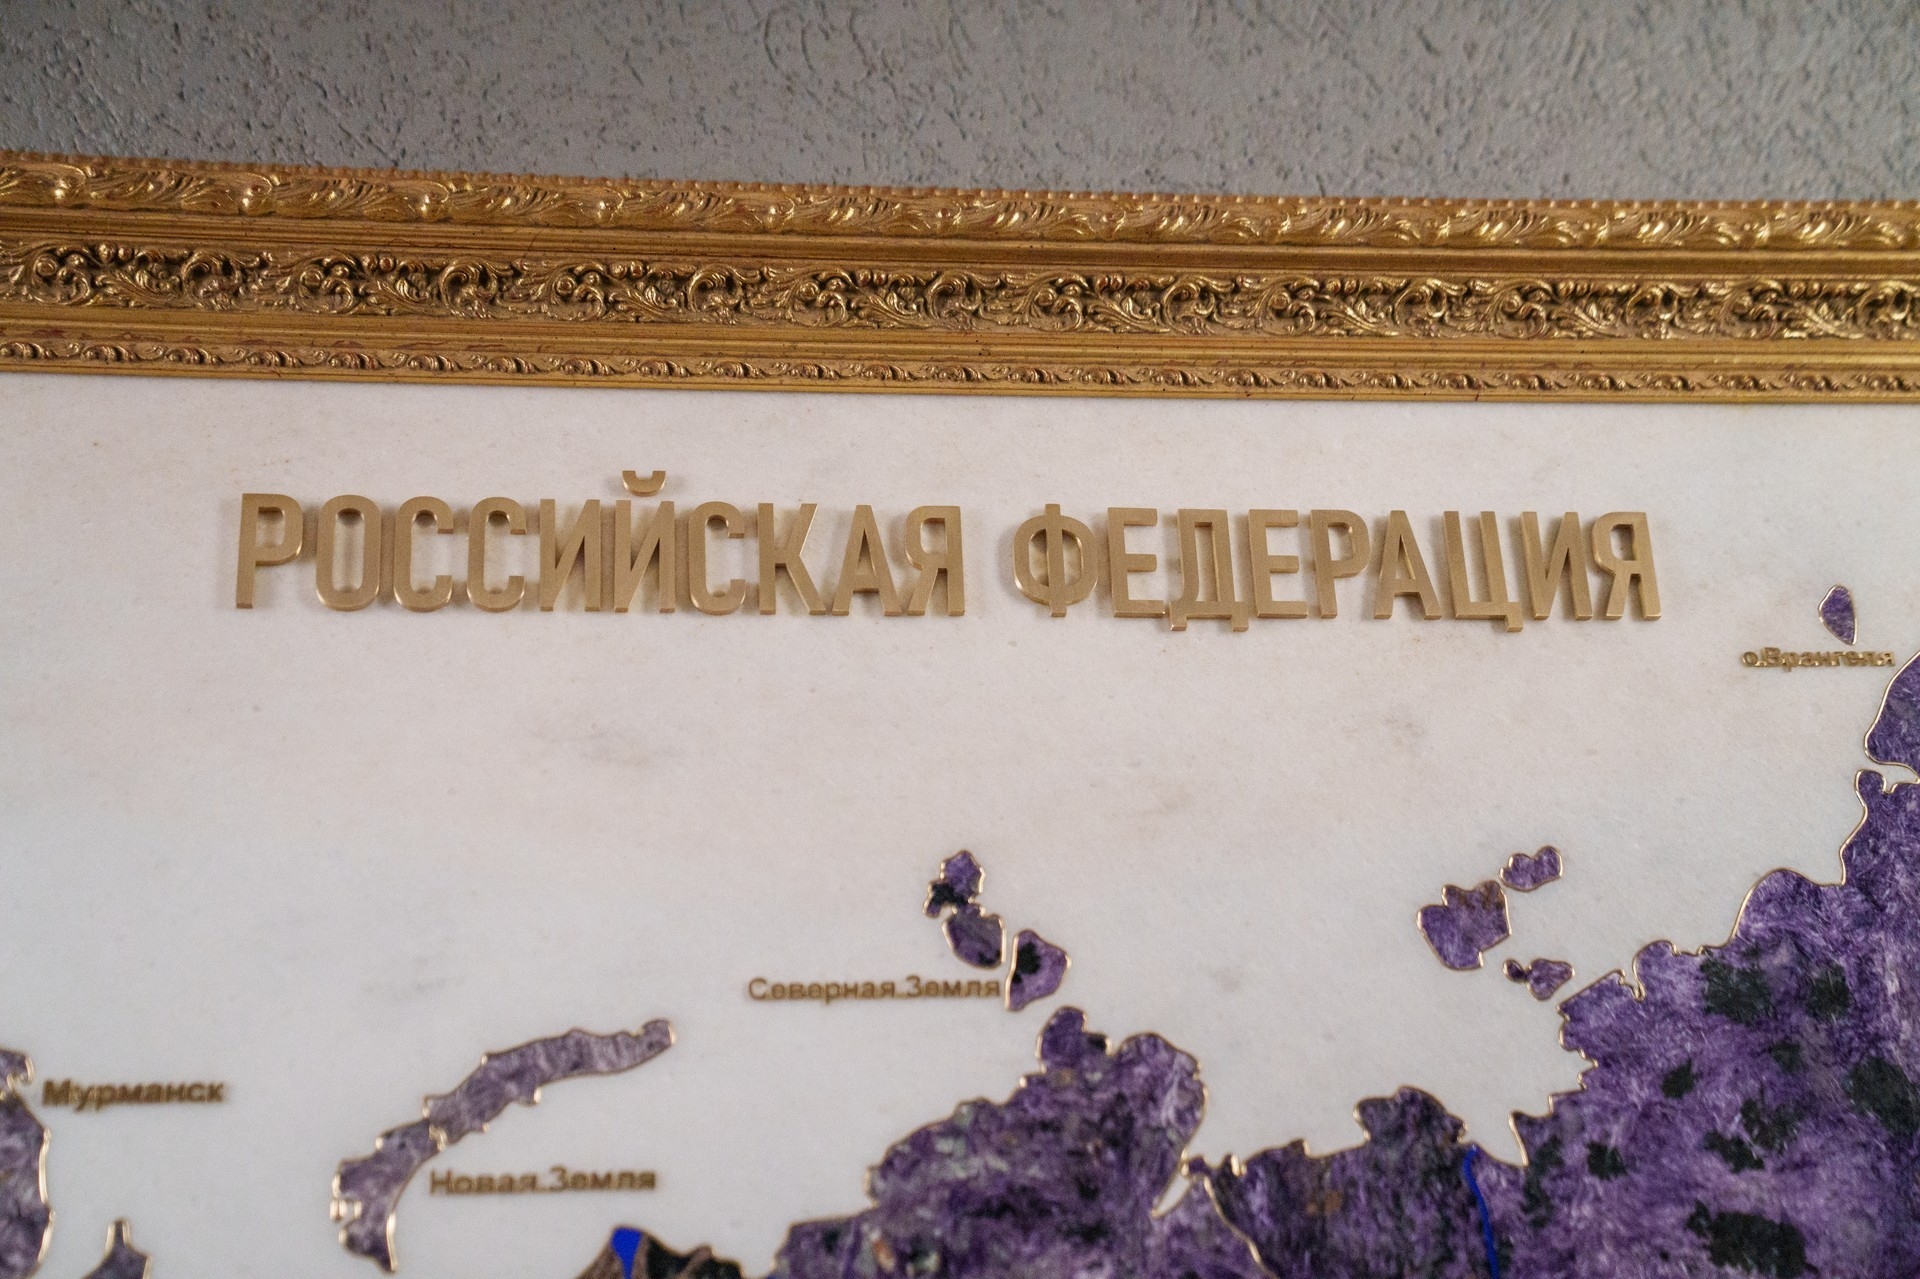 РОССИЙСКАЯ ФЕДЕРАЦИЯ
о.Врангеля
Северная Земля
Мурманск
Новая Земля